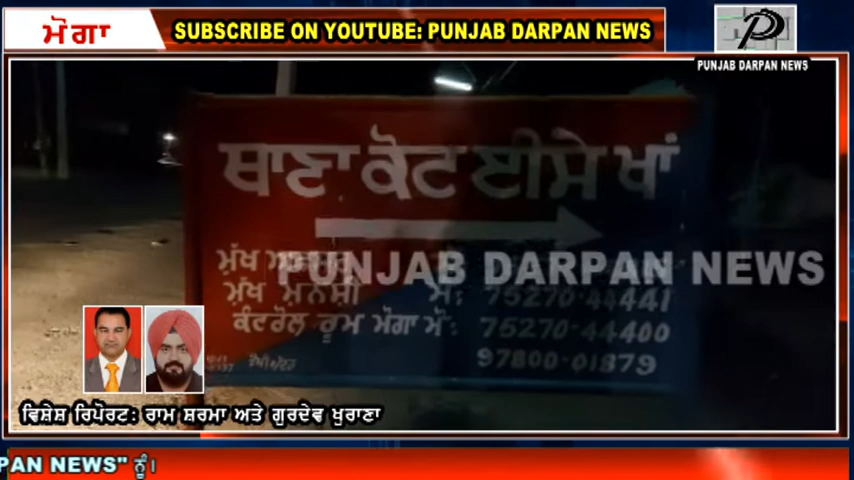 ਮੋਗਾ
SUBSCRIBE ON YOUTUBE: PUNJAB DARPAN NEWS
PUNJAB DARPAN NEWS
ਥਾਣਾ ਕੋਟ ਈਸੇ ਖਾਂ
ਮੁੱਖ
PUNJAB DARPAN NEWS
ਮੁੱਖ ਮੁਨਸ਼ੀ ਮੋ: 75270-44441
ਕੰਟਰੋਲ ਰੂਮ ਮੋਗਾ ਮੋ: 75270-44400
97800-01879
ਵਿਸ਼ੇਸ਼ ਰਿਪੋਰਟ: ਰਾਮ ਸ਼ਰਮਾ ਅਤੇ ਗੁਰਦੇਵ ਖੁਰਾਣਾ
PAN NEWS" ਨੂੰ।